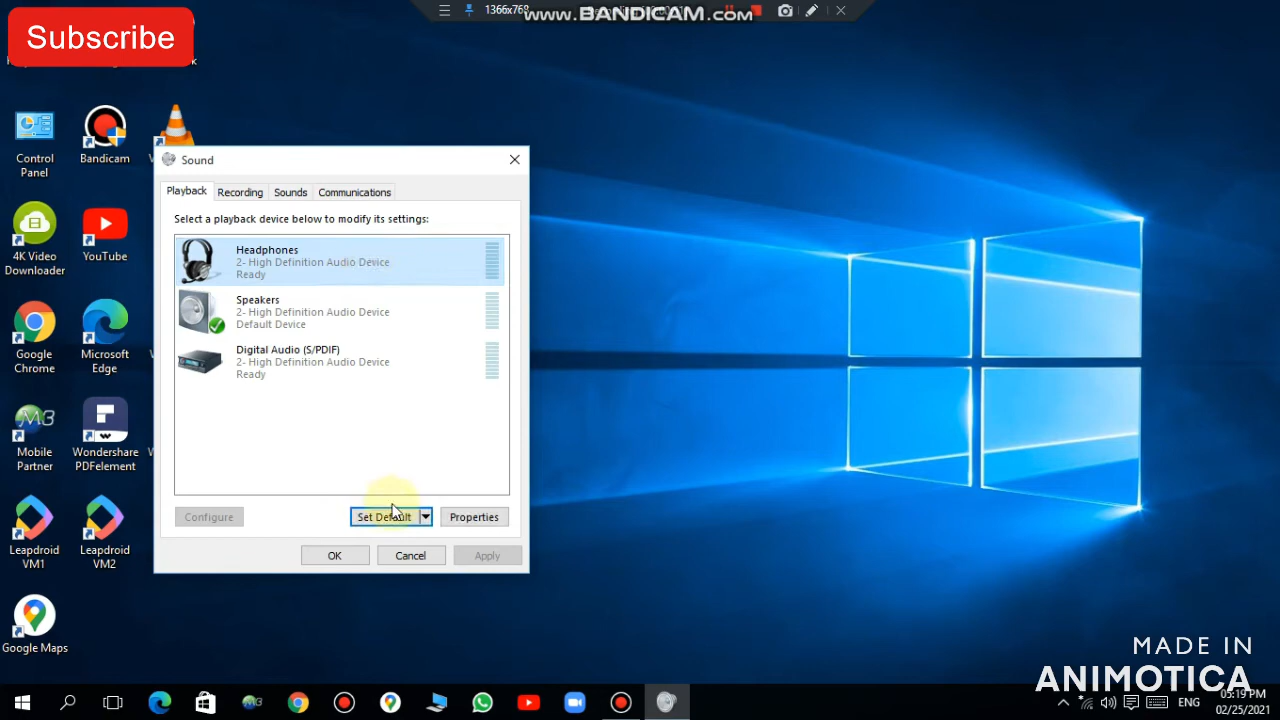 Subscribe
1366x768
www.BANDICAM.com
Control
Panel
Bandicam
4K Video
Downloader
YouTube
Google
Chrome
Microsoft
Edge
Mobile
Partner
Wondershare
PDFelement
Leapdroid
VM1
Leapdroid
VM2
Google Maps
Sound
Playback
Recording
Sounds
Communications
Select a playback device below to modify its settings:
Headphones
2- High Definition Audio Device
Ready
Speakers
2- High Definition Audio Device
Default Device
Digital Audio (S/PDIF)
2- High Definition Audio Device
Ready
Configure
Set Default
Properties
OK
Cancel
Apply
MADE IN
ANIMOTICA
ENG
05:19 PM
02/25/2021